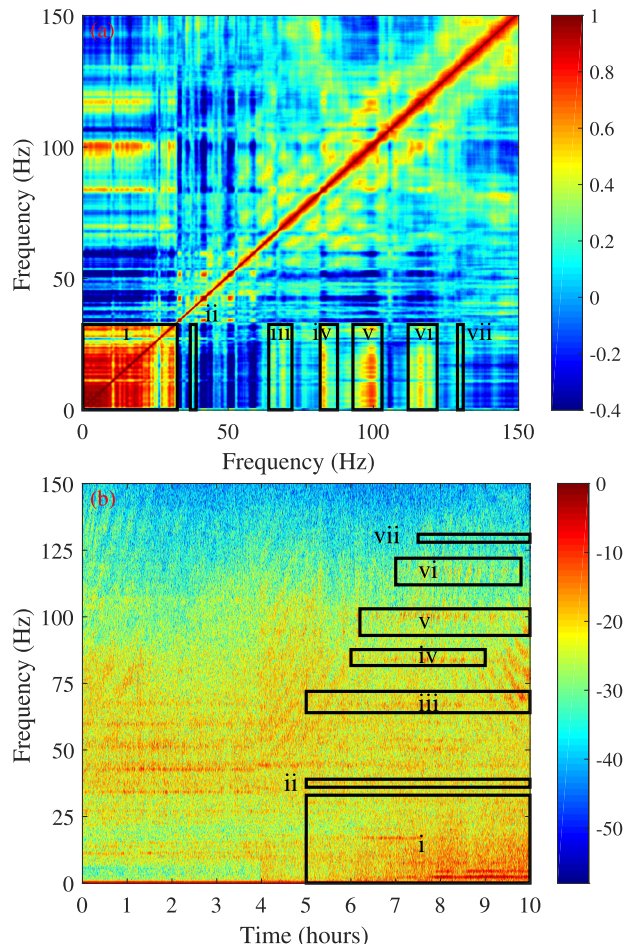 150
(a)
100
50
0
Frequency (Hz)
i
ii
iii
iv
v
vi
vii
0
50
100
150
Frequency (Hz)
1
0.8
0.6
0.4
0.2
0
-0.2
-0.4
150
(b)
125
100
75
50
25
0
Frequency (Hz)
vii
vi
v
iv
iii
ii
i
0 1 2 3 4 5 6 7 8 9 10
Time (hours)
0
-10
-20
-30
-40
-50